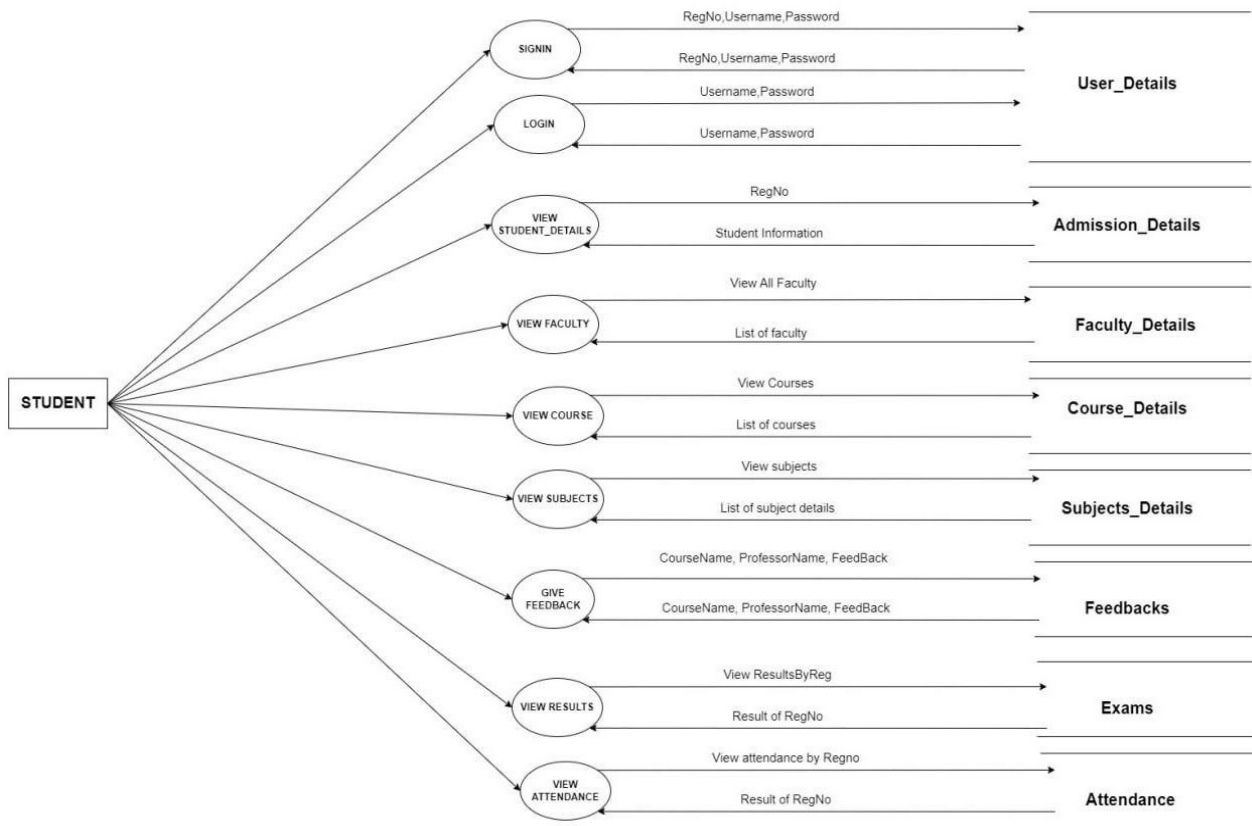 RegNo,Username,Password
SIGNIN
RegNo,Username,Password
User_Details
Username,Password
LOGIN
Username,Password
RegNo
VIEW
STUDENT_DETAILS
Student Information
Admission_Details
View All Faculty
VIEW FACULTY
List of faculty
Faculty_Details
STUDENT
View Courses
VIEW COURSE
List of courses
Course_Details
View subjects
VIEW SUBJECTS
List of subject details
Subjects_Details
CourseName, ProfessorName, FeedBack
GIVE
FEEDBACK
CourseName, ProfessorName, FeedBack
Feedbacks
View ResultsByReg
VIEW RESULTS
Result of RegNo
Exams
View attendance by Regno
VIEW
ATTENDANCE
Result of RegNo
Attendance